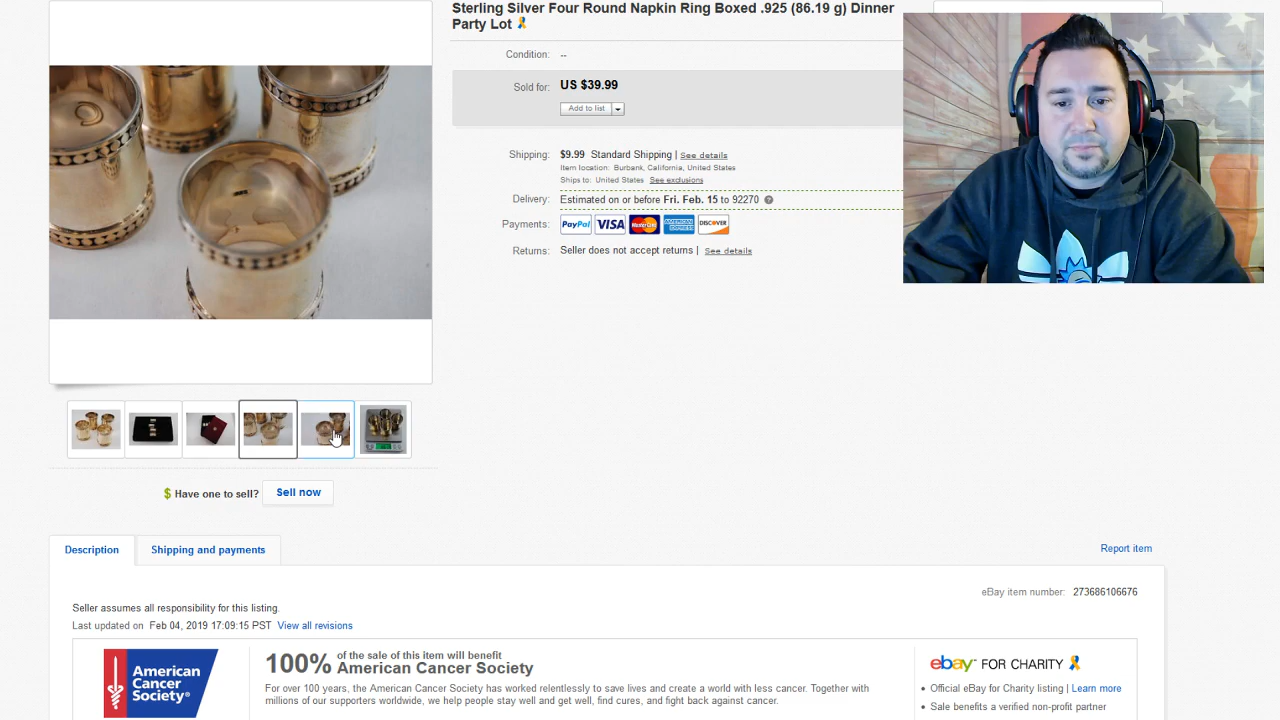 Sterling Silver Four Round Napkin Ring Boxed .925 (86.19 g) Dinner
Party Lot
Condition: --
Sold for: US $39.99
Add to list
Shipping: $9.99 Standard Shipping | See details
Item location: Burbank, California, United States
Ships to: United States See exclusions
Delivery: Estimated on or before Fri. Feb. 15 to 92270 ?
Payments: PayPal VISA MasterCard DISCOVER
Returns: Seller does not accept returns | See details
$ Have one to sell? Sell now
Description Shipping and payments Report item
eBay item number: 273686106676
Seller assumes all responsibility for this listing.
Last updated on Feb 04, 2019 17:09:15 PST View all revisions
American
Cancer
Society®
100% of the sale of this item will benefit
American Cancer Society
For over 100 years, the American Cancer Society has worked relentlessly to save lives and create a world with less cancer. Together with
millions of our supporters worldwide, we help people stay well and get well, find cures, and fight back against cancer.
ebay™ FOR CHARITY
• Official eBay for Charity listing | Learn more
• Sale benefits a verified non-profit partner